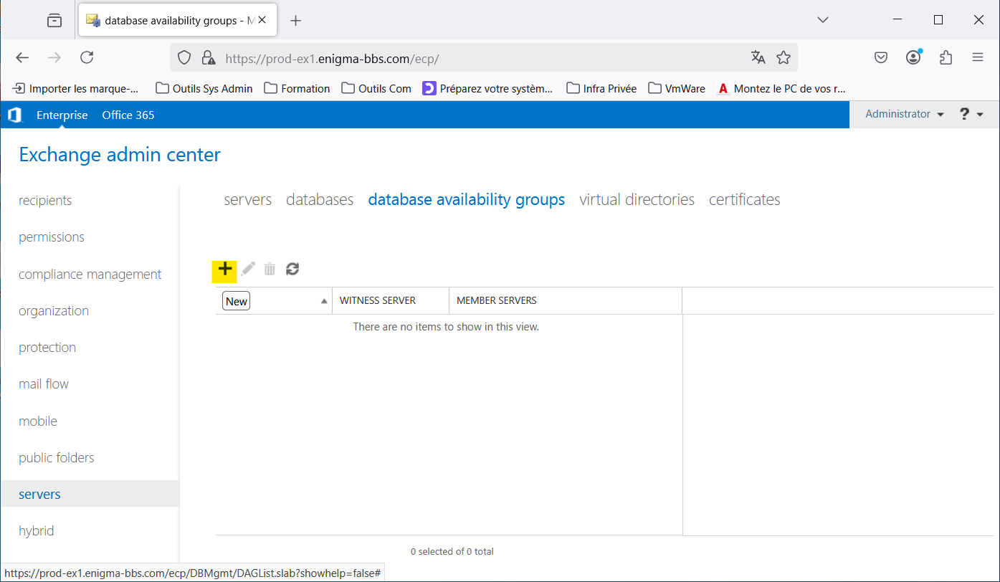 database availability groups - M
https://prod-ex1.enigma-bbs.com/ecp/
Importer les marque-... Outils Sys Admin Formation Outils Com Préparez votre systèm... Infra Privée VmWare Montez le PC de vos r...
Enterprise Office 365 Administrator ?
Exchange admin center
recipients
permissions
compliance management
organization
protection
mail flow
mobile
public folders
servers
hybrid
servers databases database availability groups virtual directories certificates
New WITNESS SERVER MEMBER SERVERS
There are no items to show in this view.
0 selected of 0 total
https://prod-ex1.enigma-bbs.com/ecp/DBMgmt/DAGList.slab?showhelp=false#